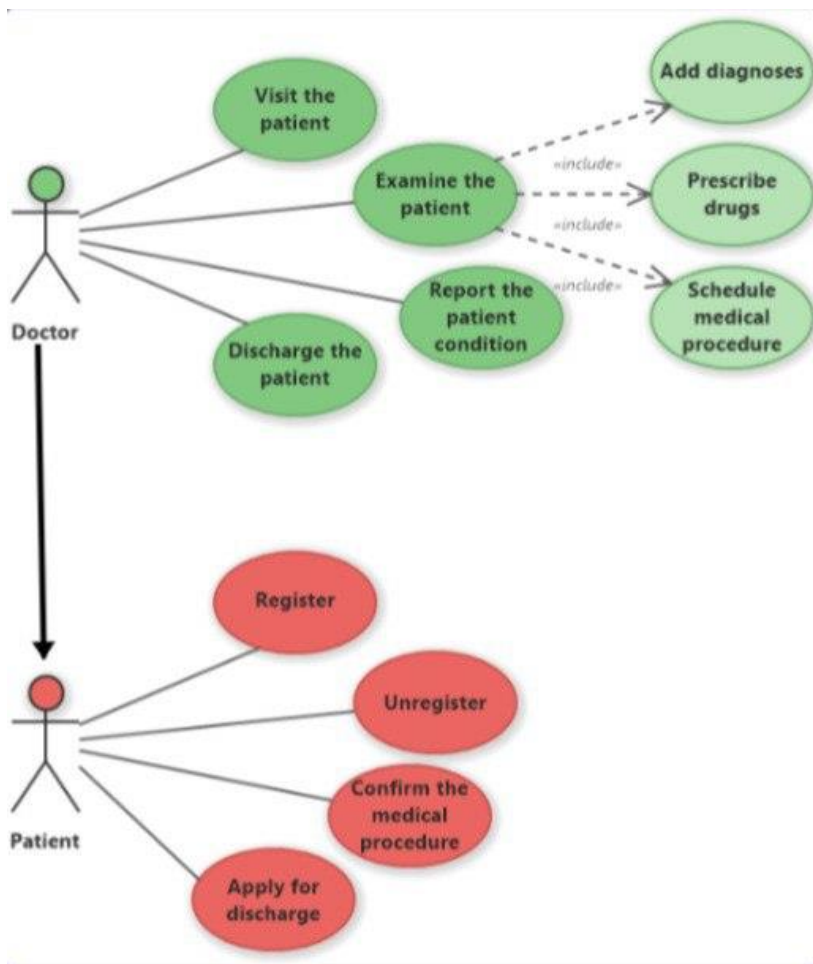 Visit the
patient
Add diagnoses
Examine the
patient
«include»
Prescribe
drugs
«include»
«include»
Schedule
medical
procedure
Report the
patient
condition
Doctor
Discharge the
patient
Register
Unregister
Confirm the
medical
procedure
Patient
Apply for
discharge